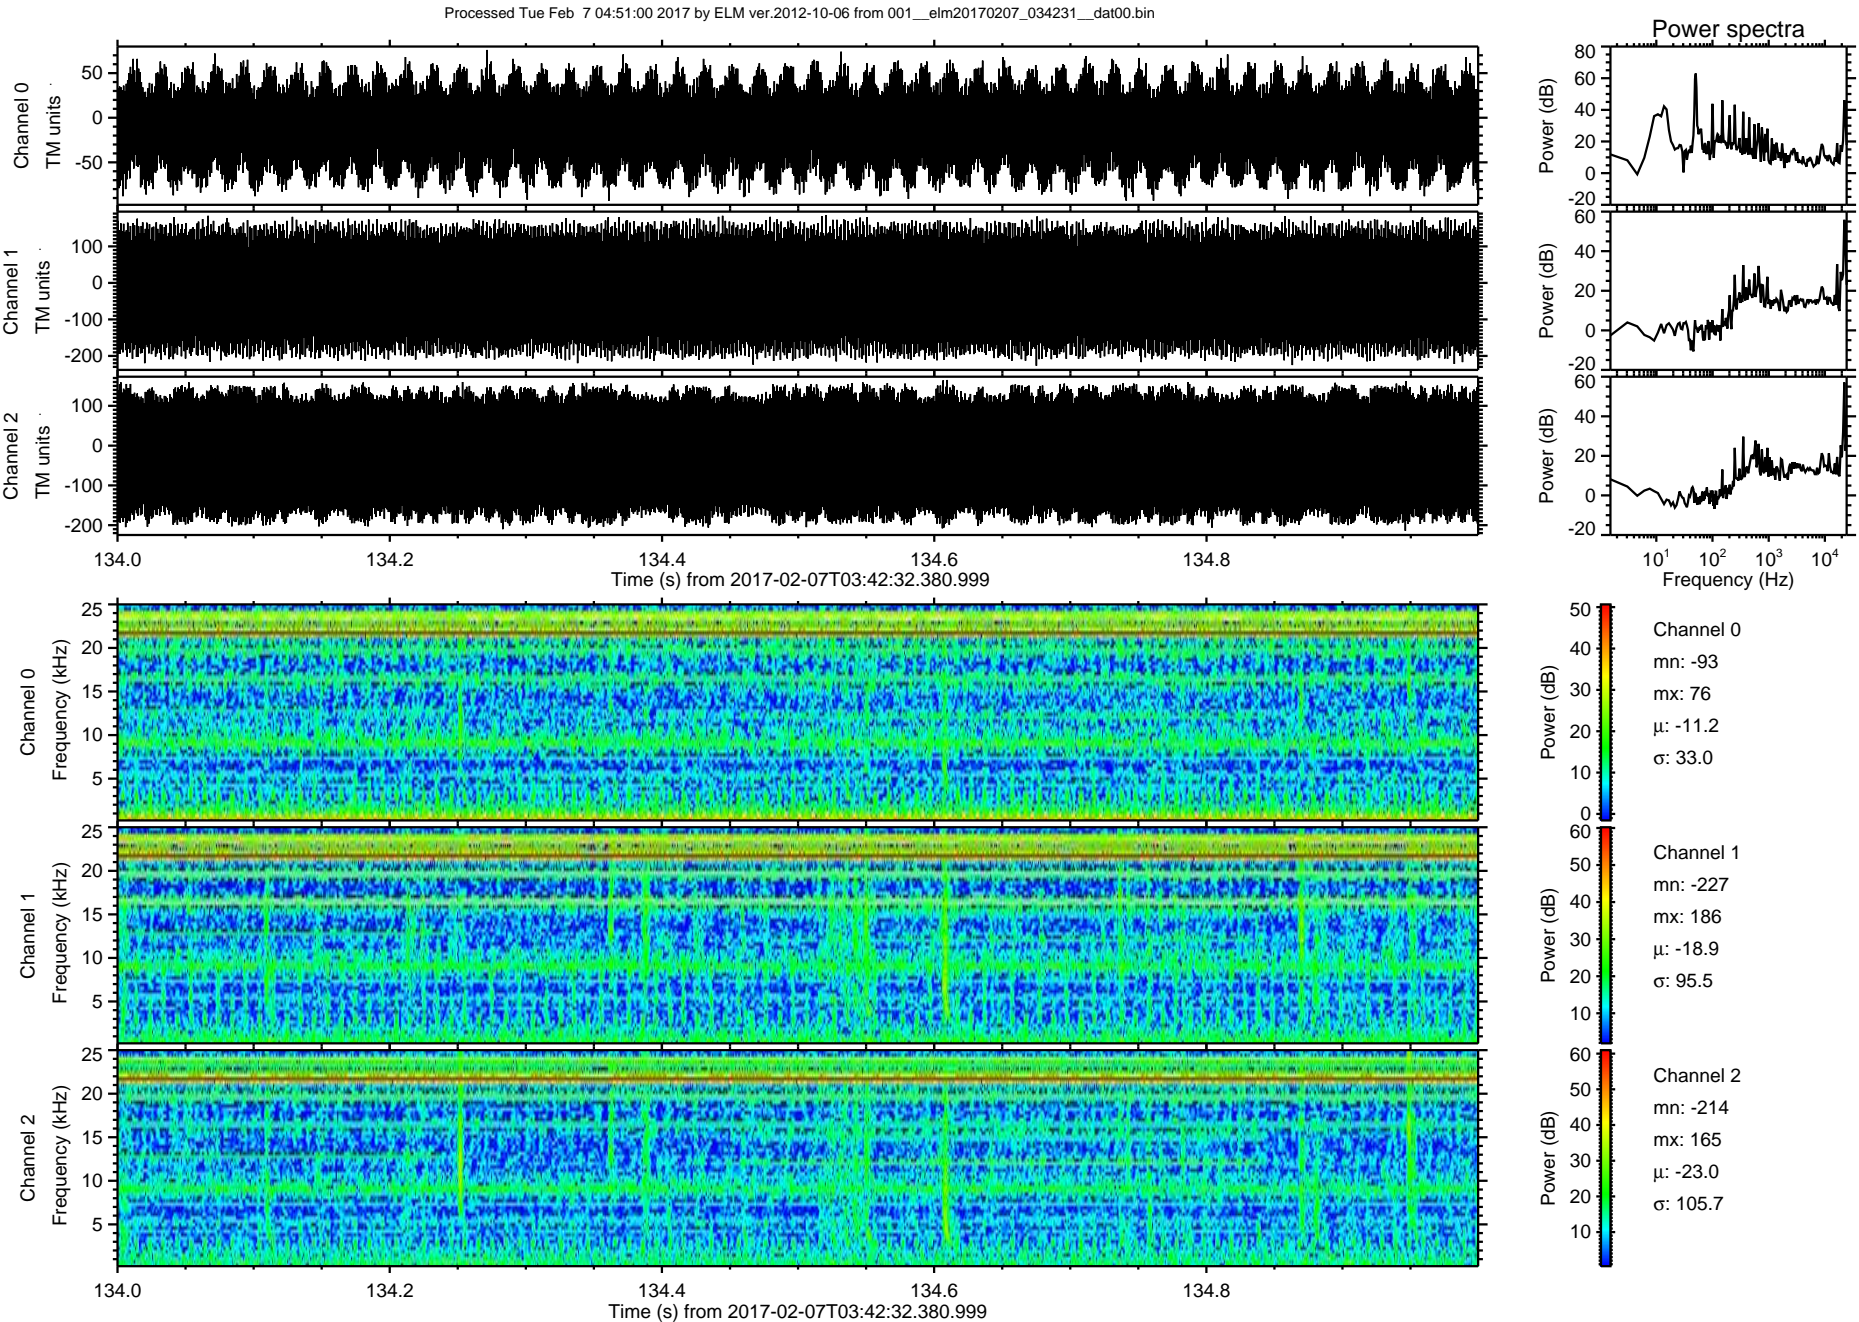 Processed Tue Feb  7 04:51:00 2017 by ELM ver.2012-10-06 from 001__elm20170207_034231__dat00.bin
Power spectra
Channel 0
TM units
50
0
-50
Power (dB)
80
60
40
20
0
-20
Channel 1
TM units
100
0
-100
-200
Power (dB)
60
40
20
0
-20
Channel 2
TM units
100
0
-100
-200
Power (dB)
60
40
20
0
-20
134.0 134.2 134.4 134.6 134.8
Time (s) from 2017-02-07T03:42:32.380.999
10^1 10^2 10^3 10^4
Frequency (Hz)
Channel 0
Frequency (kHz)
25
20
15
10
5
Power (dB)
50
40
30
20
10
0
Channel 0
mn: -93
mx: 76
μ: -11.2
σ: 33.0
Channel 1
Frequency (kHz)
25
20
15
10
5
Power (dB)
60
50
40
30
20
10
Channel 1
mn: -227
mx: 186
μ: -18.9
σ: 95.5
Channel 2
Frequency (kHz)
25
20
15
10
5
Power (dB)
60
50
40
30
20
10
Channel 2
mn: -214
mx: 165
μ: -23.0
σ: 105.7
134.0 134.2 134.4 134.6 134.8
Time (s) from 2017-02-07T03:42:32.380.999